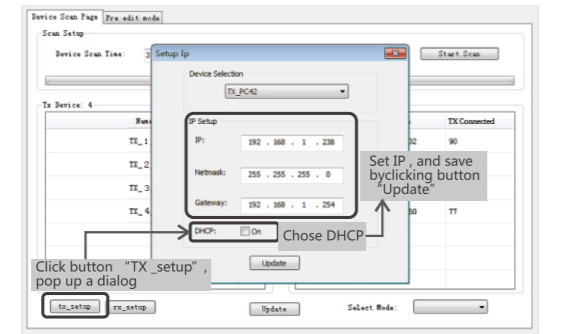 Device Scan Page Pre edit mode
Scan Setup
Device Scan Time: 3
Start Scan
Setup Ip
Device Selection
TX_PC42
Tx Device: 4
Name
TX Connected
TX_1
02
90
TX_2
TX_3
TX_4
50
77
IP Setup
IP: 192 . 168 . 1 . 238
Netmask: 255 . 255 . 255 . 0
Gateway: 192 . 168 . 1 . 254
DHCP: On
Update
Set IP , and save
byclicking button
“Update”
Chose DHCP
Click button “TX _setup” ,
pop up a dialog
tx_setup rx_setup Update Select Mode: